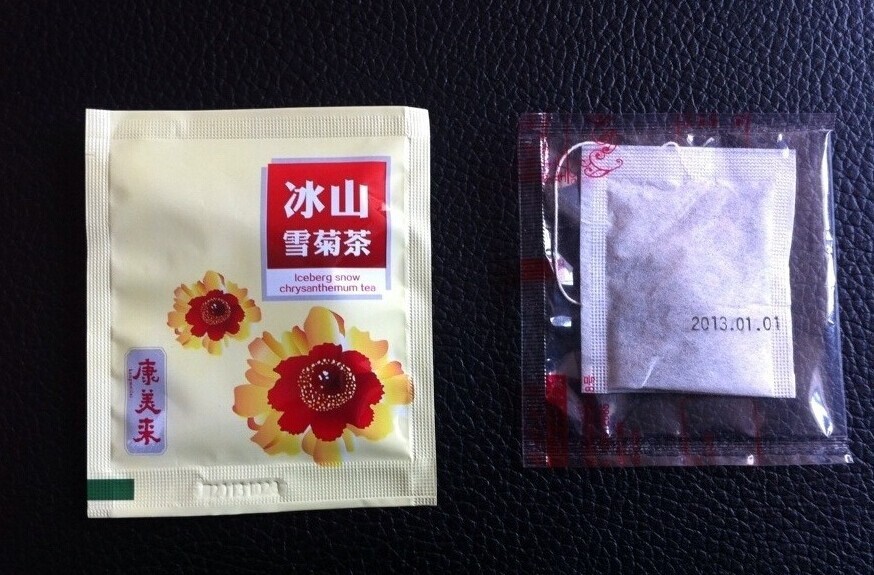 冰山
雪菊茶
Iceberg snow
chrysanthemum tea
康美来
2013.01.01